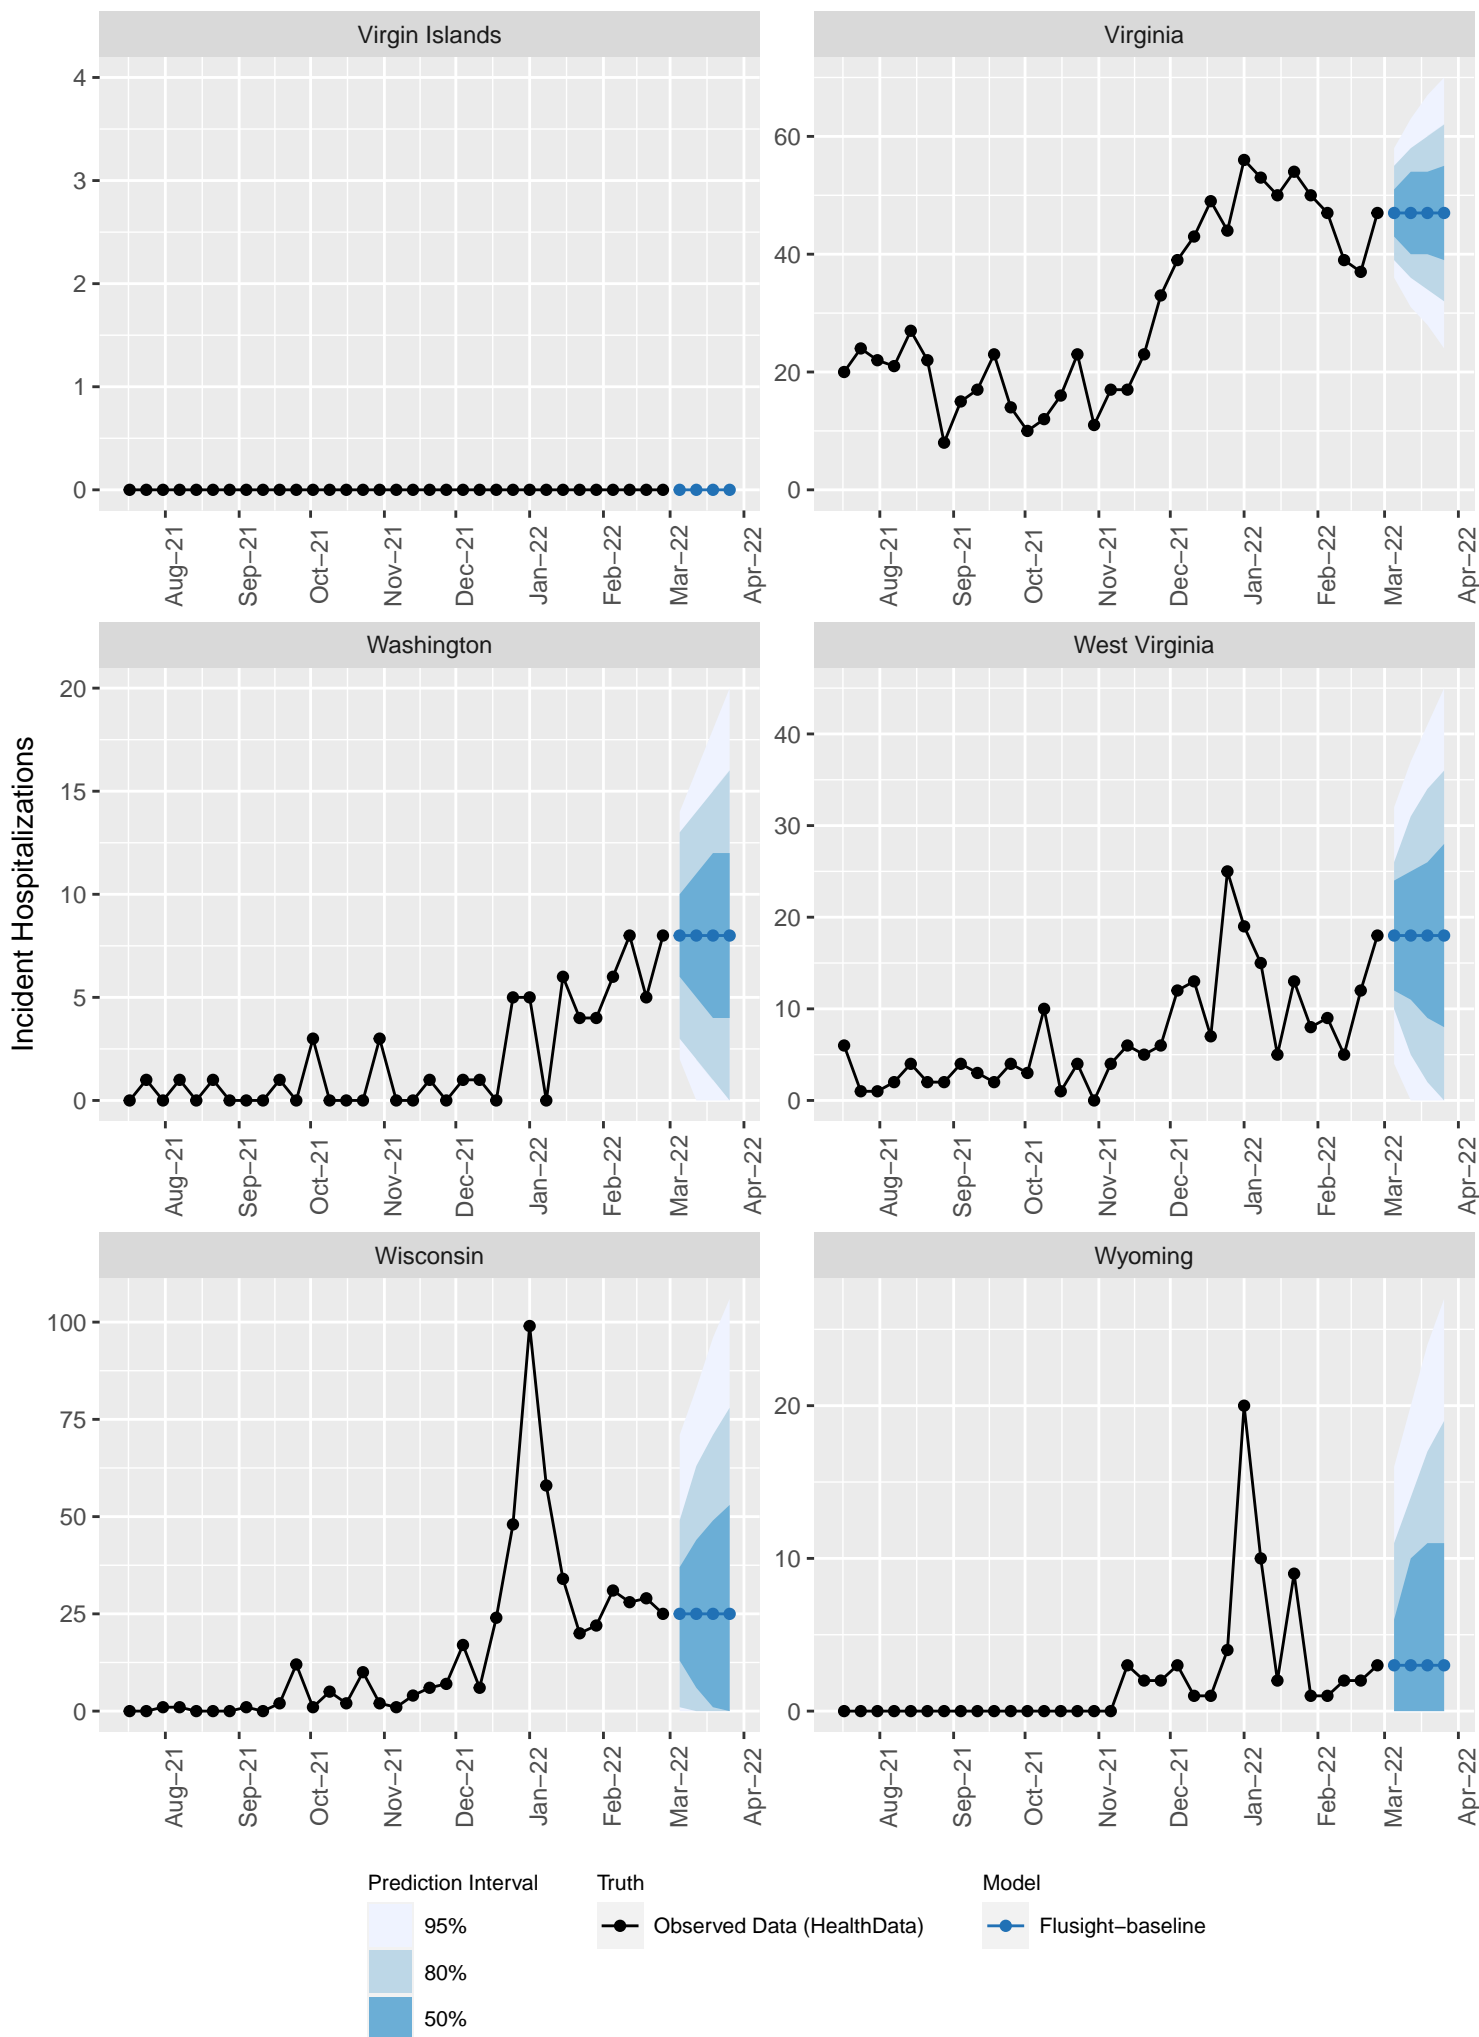 Virgin Islands
Virginia
4
3
2
1
0
60
40
20
0
Aug−21
Sep−21
Oct−21
Nov−21
Dec−21
Jan−22
Feb−22
Mar−22
Apr−22
Aug−21
Sep−21
Oct−21
Nov−21
Dec−21
Jan−22
Feb−22
Mar−22
Apr−22
Incident Hospitalizations
Washington
West Virginia
20
15
10
5
0
40
30
20
10
0
Aug−21
Sep−21
Oct−21
Nov−21
Dec−21
Jan−22
Feb−22
Mar−22
Apr−22
Aug−21
Sep−21
Oct−21
Nov−21
Dec−21
Jan−22
Feb−22
Mar−22
Apr−22
Wisconsin
Wyoming
100
75
50
25
0
20
10
0
Aug−21
Sep−21
Oct−21
Nov−21
Dec−21
Jan−22
Feb−22
Mar−22
Apr−22
Aug−21
Sep−21
Oct−21
Nov−21
Dec−21
Jan−22
Feb−22
Mar−22
Apr−22
Prediction Interval
95%
80%
50%
Truth
Observed Data (HealthData)
Model
Flusight−baseline